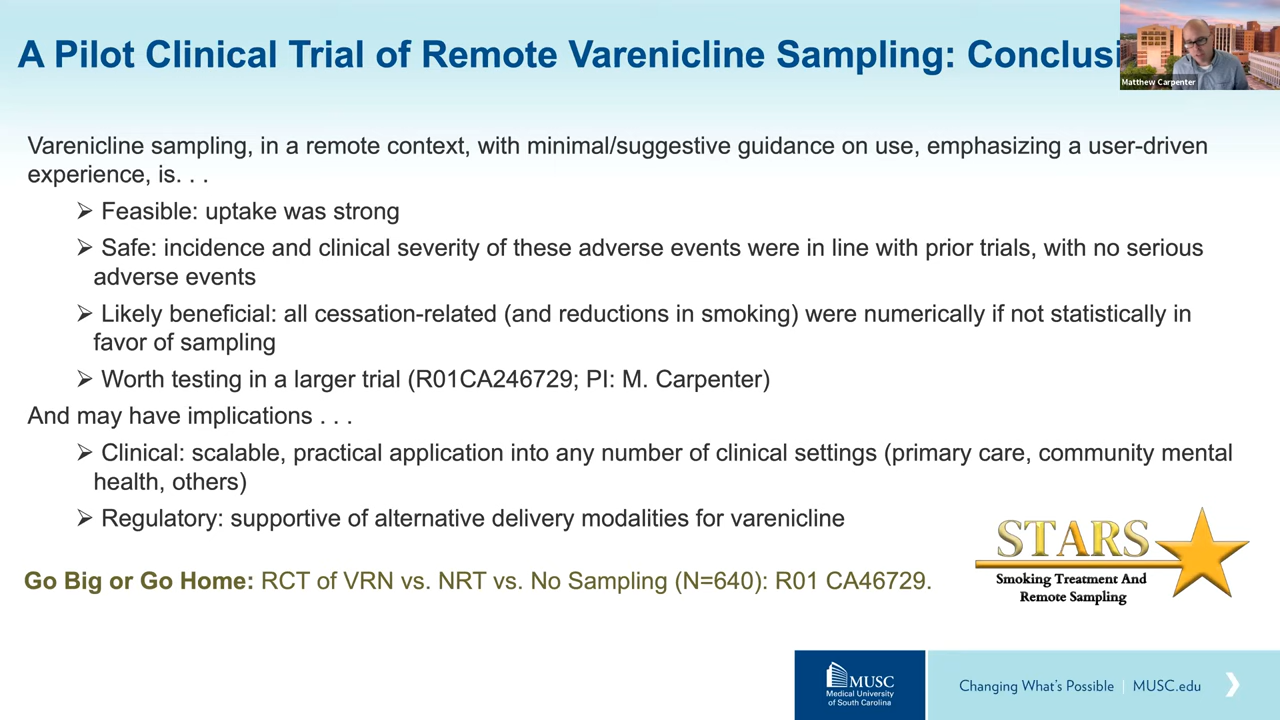 A Pilot Clinical Trial of Remote Varenicline Sampling: Conclusi
Matthew Carpenter
Varenicline sampling, in a remote context, with minimal/suggestive guidance on use, emphasizing a user-driven
experience, is. . .
➢ Feasible: uptake was strong
➢ Safe: incidence and clinical severity of these adverse events were in line with prior trials, with no serious
adverse events
➢ Likely beneficial: all cessation-related (and reductions in smoking) were numerically if not statistically in
favor of sampling
➢ Worth testing in a larger trial (R01CA246729; PI: M. Carpenter)
And may have implications . . .
➢ Clinical: scalable, practical application into any number of clinical settings (primary care, community mental
health, others)
➢ Regulatory: supportive of alternative delivery modalities for varenicline
STARS
Smoking Treatment And
Remote Sampling
Go Big or Go Home: RCT of VRN vs. NRT vs. No Sampling (N=640): R01 CA46729.
MUSC
Medical University
of South Carolina
Changing What's Possible | MUSC.edu